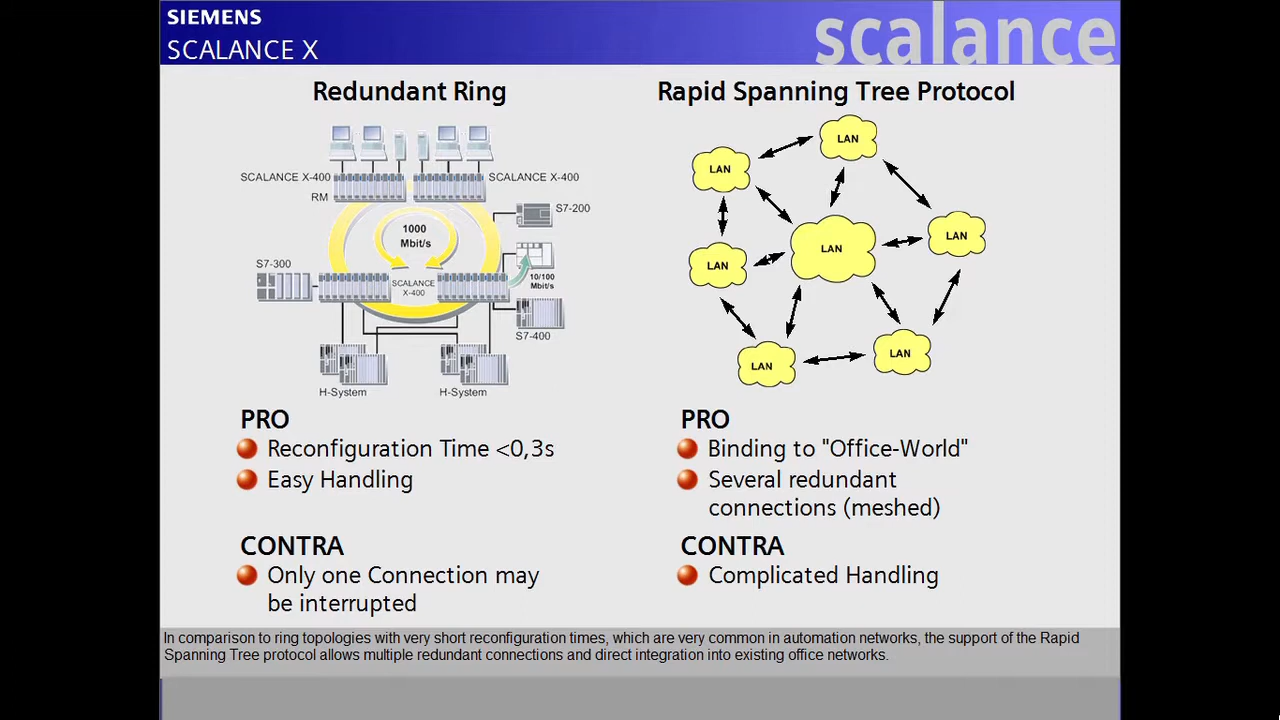 SIEMENS
SCALANCE X
scalance
Redundant Ring
SCALANCE X-400
SCALANCE X-400
RM
S7-200
1000
Mbit/s
S7-300
SCALANCE
X-400
10/100
Mbit/s
S7-400
H-System
H-System
PRO
Reconfiguration Time <0,3s
Easy Handling
CONTRA
Only one Connection may
be interrupted
Rapid Spanning Tree Protocol
LAN
LAN
LAN
LAN
LAN
LAN
LAN
PRO
Binding to "Office-World"
Several redundant
connections (meshed)
CONTRA
Complicated Handling
In comparison to ring topologies with very short reconfiguration times, which are very common in automation networks, the support of the Rapid
Spanning Tree protocol allows multiple redundant connections and direct integration into existing office networks.